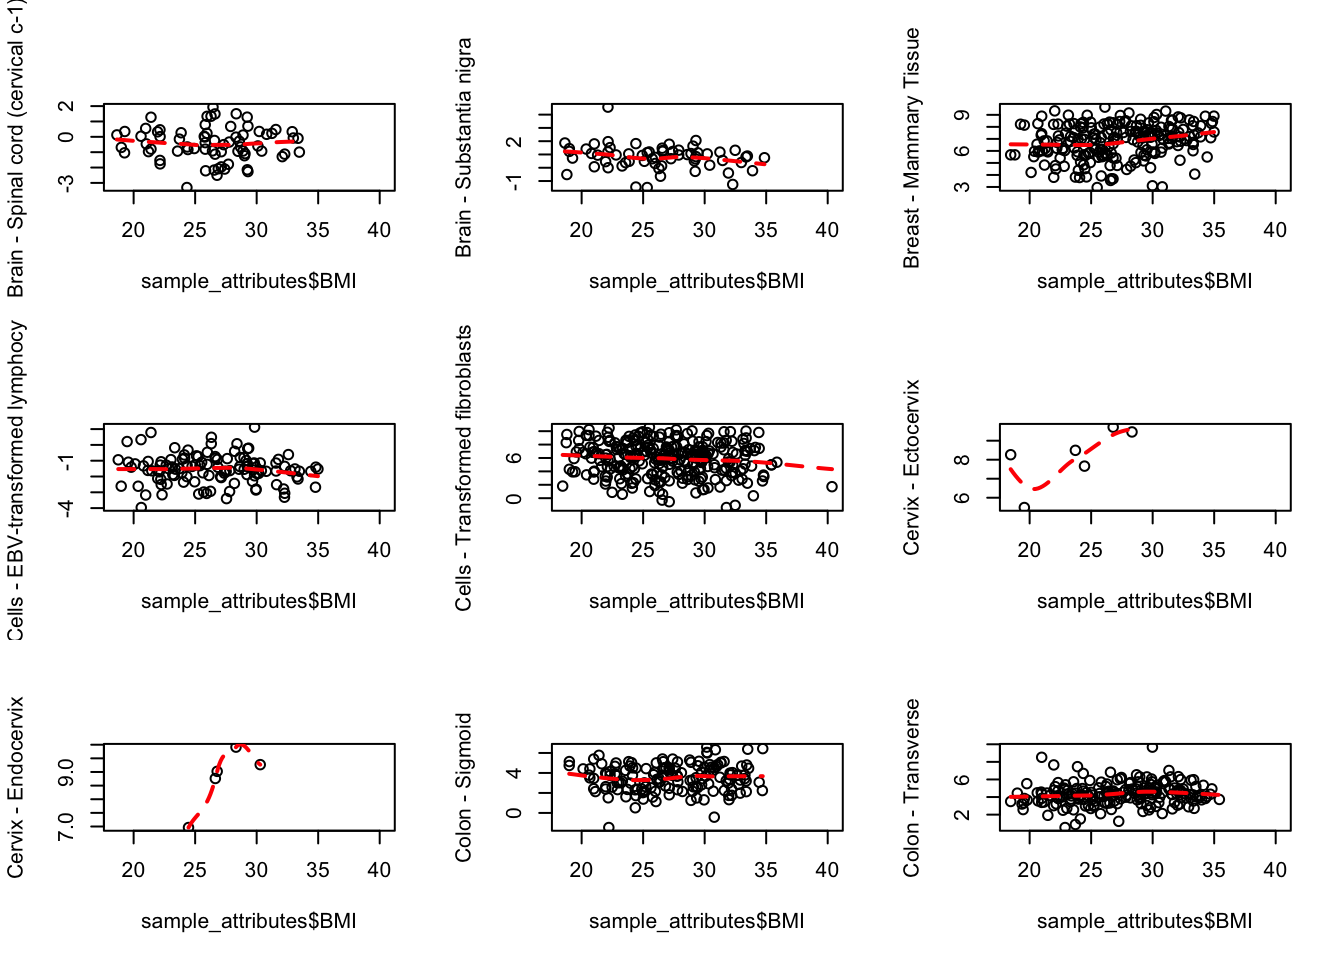 Brain - Spinal cord (cervical c-1)
2
0
-3
20 25 30 35 40
sample_attributes$BMI
Brain - Substantia nigra
2
-1
20 25 30 35 40
sample_attributes$BMI
Breast - Mammary Tissue
9
6
3
20 25 30 35 40
sample_attributes$BMI
Cells - EBV-transformed lymphocy
-1
-4
20 25 30 35 40
sample_attributes$BMI
Cells - Transformed fibroblasts
6
0
20 25 30 35 40
sample_attributes$BMI
Cervix - Ectocervix
8
6
20 25 30 35 40
sample_attributes$BMI
Cervix - Endocervix
9.0
7.0
20 25 30 35 40
sample_attributes$BMI
Colon - Sigmoid
4
0
20 25 30 35 40
sample_attributes$BMI
Colon - Transverse
6
2
20 25 30 35 40
sample_attributes$BMI